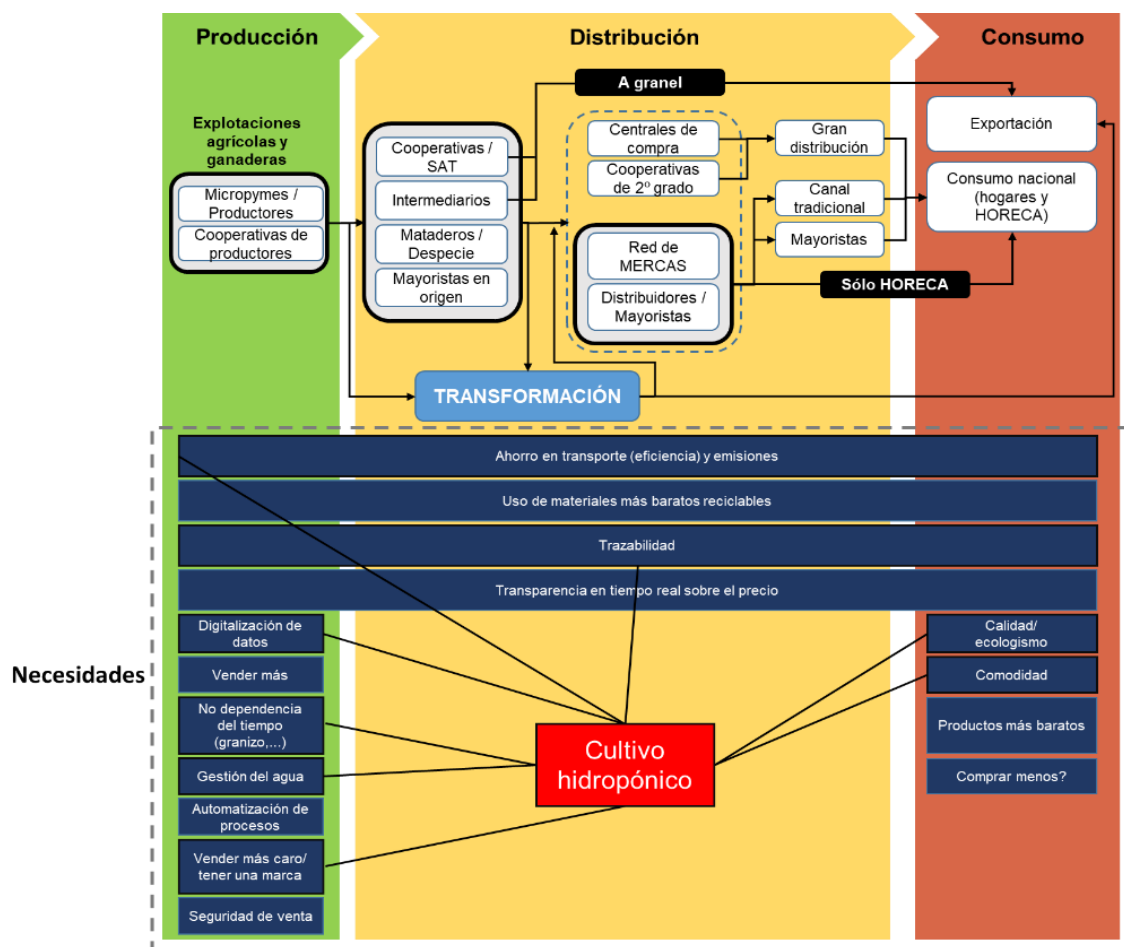 Producción
Distribución
Consumo
A granel
Explotaciones
agrícolas y
ganaderas
Micropymes /
Productores
Cooperativas de
productores
Cooperativas /
SAT
Intermediarios
Mataderos /
Despecie
Mayoristas en
origen
Centrales de
compra
Cooperativas
de 2º grado
Red de
MERCAS
Distribuidores /
Mayoristas
Gran
distribución
Canal
tradicional
Mayoristas
Sólo HORECA
Exportación
Consumo nacional
(hogares y
HORECA)
TRANSFORMACIÓN
Necesidades
Ahorro en transporte (eficiencia) y emisiones
Uso de materiales más baratos reciclables
Trazabilidad
Transparencia en tiempo real sobre el precio
Digitalización de
datos
Vender más
No dependencia
del tiempo
(granizo,...)
Gestión del agua
Automatización de
procesos
Vender más caro/
tener una marca
Seguridad de venta
Cultivo
hidropónico
Calidad/
ecologismo
Comodidad
Productos más baratos
Comprar menos?